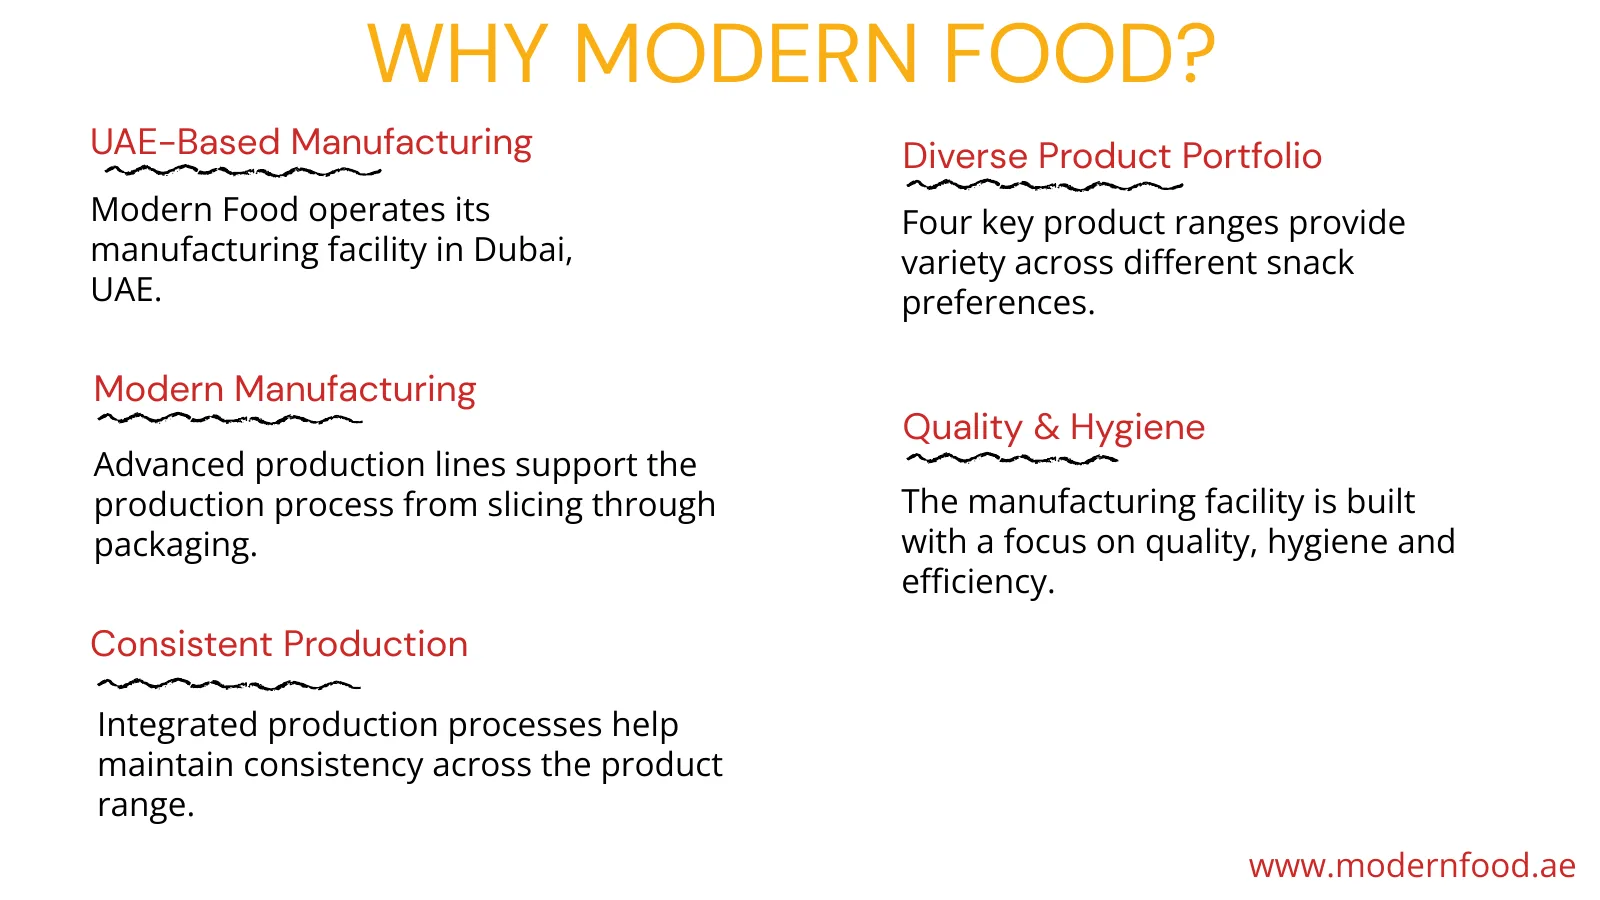 WHY MODERN FOOD?
UAE-Based Manufacturing
Modern Food operates its
manufacturing facility in Dubai,
UAE.
Modern Manufacturing
Advanced production lines support the
production process from slicing through
packaging.
Consistent Production
Integrated production processes help
maintain consistency across the product
range.
Diverse Product Portfolio
Four key product ranges provide
variety across different snack
preferences.
Quality & Hygiene
The manufacturing facility is built
with a focus on quality, hygiene and
efficiency.
www.modernfood.ae